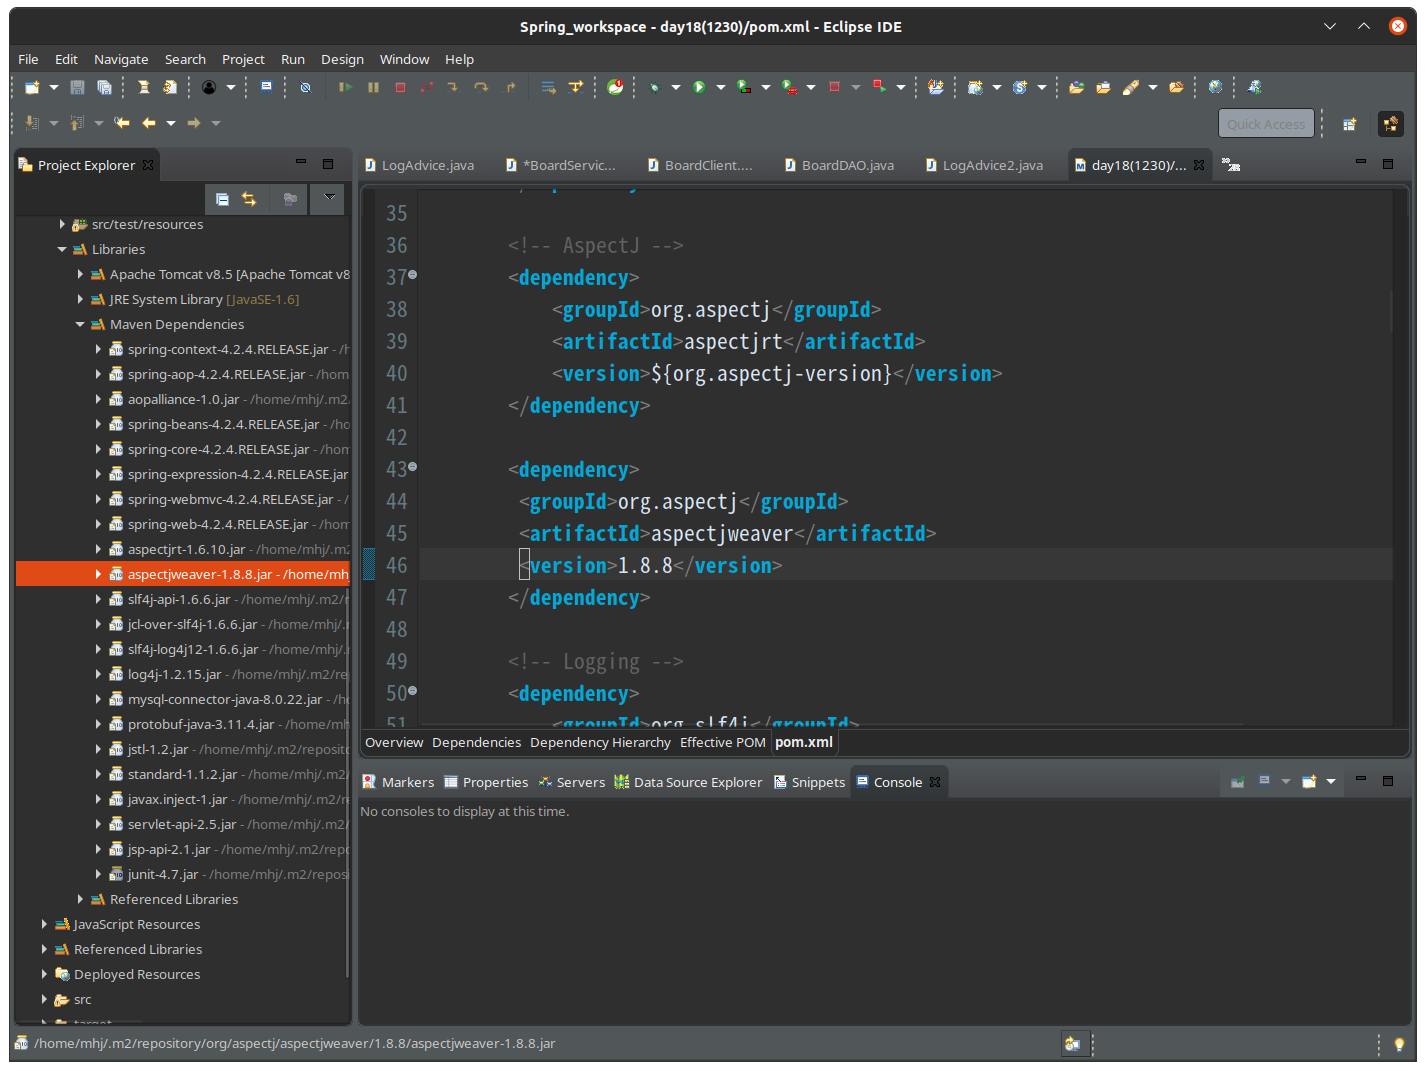 Spring_workspace - day18(1230)/pom.xml - Eclipse IDE
File Edit Navigate Search Project Run Design Window Help
Quick Access
Project Explorer
LogAdvice.java
*BoardServic...
BoardClient....
BoardDAO.java
LogAdvice2.java
day18(1230)/...
src/test/resources
Libraries
Apache Tomcat v8.5 [Apache Tomcat v8
JRE System Library [JavaSE-1.6]
Maven Dependencies
spring-context-4.2.4.RELEASE.jar - /h
spring-aop-4.2.4.RELEASE.jar - /hom
aopalliance-1.0.jar - /home/mhj/.m2/
spring-beans-4.2.4.RELEASE.jar - /ho
spring-core-4.2.4.RELEASE.jar - /hom
spring-expression-4.2.4.RELEASE.jar
spring-webmvc-4.2.4.RELEASE.jar - /
spring-web-4.2.4.RELEASE.jar - /hom
aspectjrt-1.6.10.jar - /home/mhj/.m2
aspectjweaver-1.8.8.jar - /home/mhj
slf4j-api-1.6.6.jar - /home/mhj/.m2/r
jcl-over-slf4j-1.6.6.jar - /home/mhj/.
slf4j-log4j12-1.6.6.jar - /home/mhj/.
log4j-1.2.15.jar - /home/mhj/.m2/re
mysql-connector-java-8.0.22.jar - /h
protobuf-java-3.11.4.jar - /home/mh
jstl-1.2.jar - /home/mhj/.m2/reposito
standard-1.1.2.jar - /home/mhj/.m2/
javax.inject-1.jar - /home/mhj/.m2/r
servlet-api-2.5.jar - /home/mhj/.m2/
jsp-api-2.1.jar - /home/mhj/.m2/repo
junit-4.7.jar - /home/mhj/.m2/reposi
Referenced Libraries
JavaScript Resources
Referenced Libraries
Deployed Resources
src
target
35
36 <!-- AspectJ -->
37 <dependency>
38 <groupId>org.aspectj</groupId>
39 <artifactId>aspectjrt</artifactId>
40 <version>${org.aspectj-version}</version>
41 </dependency>
42
43 <dependency>
44 <groupId>org.aspectj</groupId>
45 <artifactId>aspectjweaver</artifactId>
46 <version>1.8.8</version>
47 </dependency>
48
49 <!-- Logging -->
50 <dependency>
51 <groupId>org.slf4j</groupId>
Overview Dependencies Dependency Hierarchy Effective POM pom.xml
Markers Properties Servers Data Source Explorer Snippets Console
No consoles to display at this time.
/home/mhj/.m2/repository/org/aspectj/aspectjweaver/1.8.8/aspectjweaver-1.8.8.jar